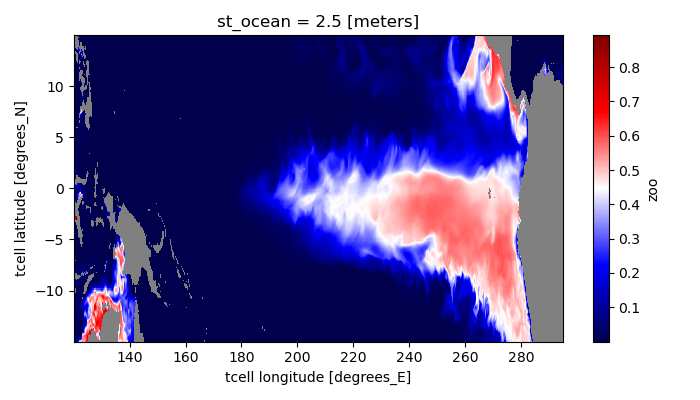 st_ocean = 2.5 [meters]
10
5
0
−5
−10
tcell latitude [degrees_N]
140 160 180 200 220 240 260 280
tcell longitude [degrees_E]
0.8
0.7
0.6
0.5
0.4
0.3
0.2
0.1
zoo